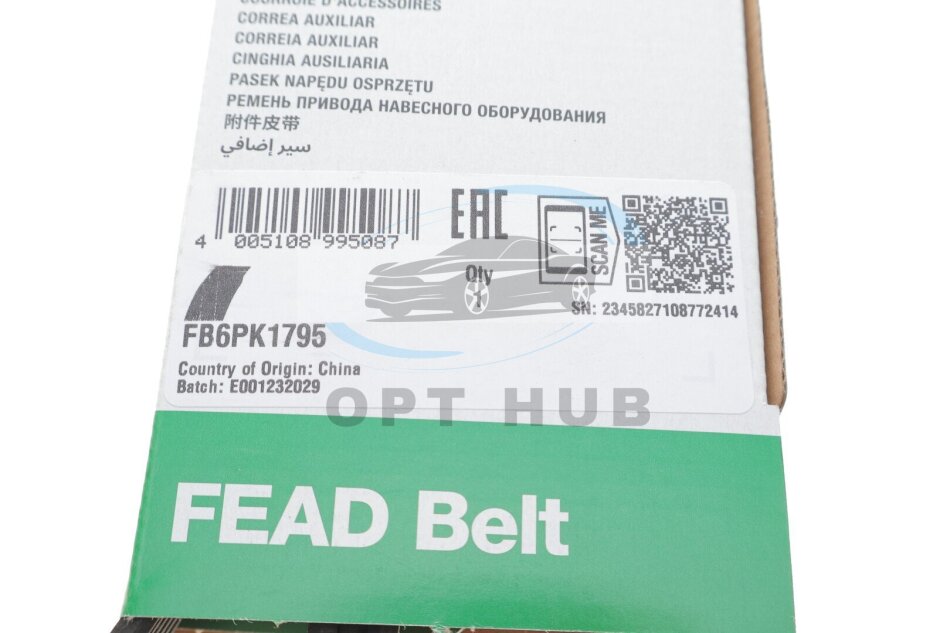 COURROIE D'ACCESSOIRES
CORREA AUXILIAR
CORREIA AUXILIAR
CINGHIA AUSILIARIA
PASEK NAPĘDU OSPRZĘTU
РЕМЕНЬ ПРИВОДА НАВЕСНОГО ОБОРУДОВАНИЯ
附件皮带
سير إضافي
4 005108 995087
EAC
Qty
1
SCAN ME
SN: 2345827108772414
FB6PK1795
Country of Origin: China
Batch: E001232029
OPT HUB
FEAD Belt